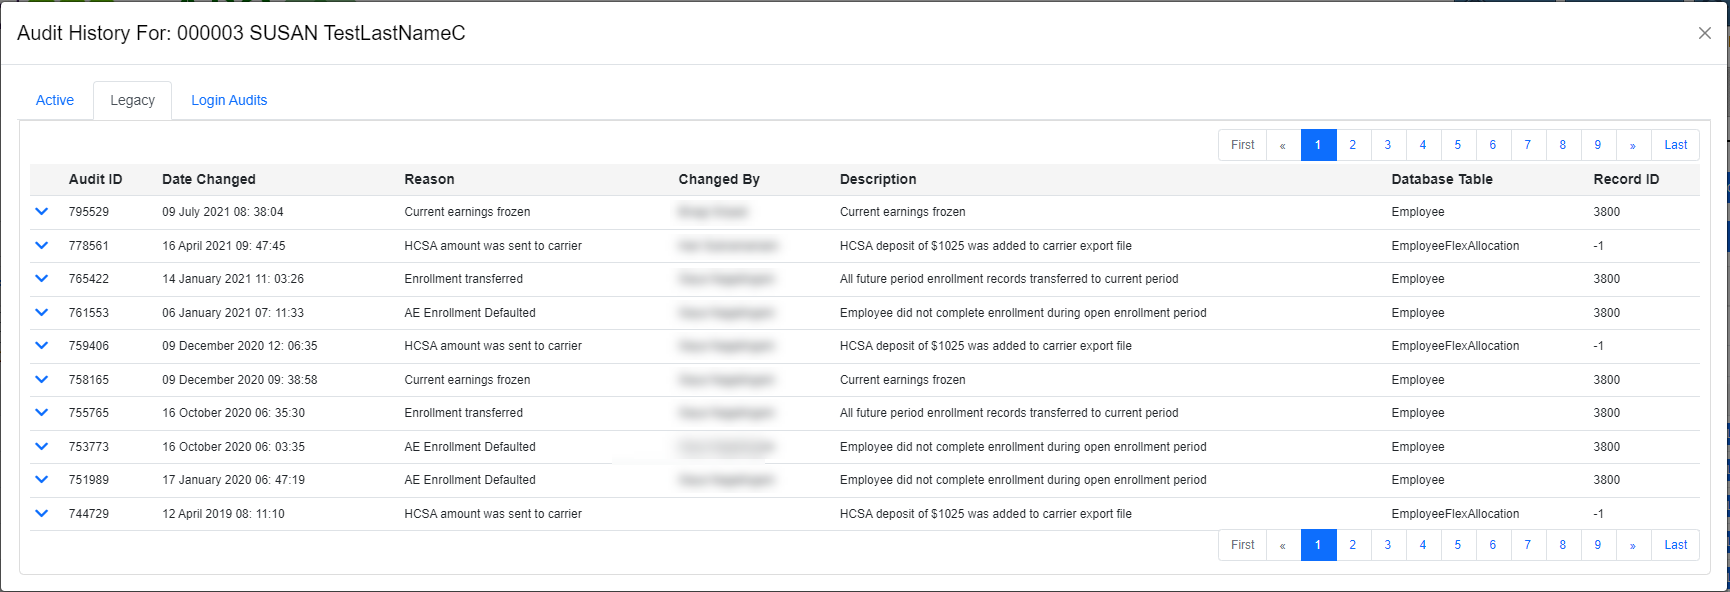 Audit History For: 000003 SUSAN TestLastNameC
Active Legacy Login Audits
First « 1 2 3 4 5 6 7 8 9 » Last
Audit ID Date Changed Reason Changed By Description Database Table Record ID
795529 09 July 2021 08: 38:04 Current earnings frozen Current earnings frozen Employee 3800
778561 16 April 2021 09: 47:45 HCSA amount was sent to carrier HCSA deposit of $1025 was added to carrier export file EmployeeFlexAllocation -1
765422 14 January 2021 11: 03:26 Enrollment transferred All future period enrollment records transferred to current period Employee 3800
761553 06 January 2021 07: 11:33 AE Enrollment Defaulted Employee did not complete enrollment during open enrollment period Employee 3800
759406 09 December 2020 12: 06:35 HCSA amount was sent to carrier HCSA deposit of $1025 was added to carrier export file EmployeeFlexAllocation -1
758165 09 December 2020 09: 38:58 Current earnings frozen Current earnings frozen Employee 3800
755765 16 October 2020 06: 35:30 Enrollment transferred All future period enrollment records transferred to current period Employee 3800
753773 16 October 2020 06: 03:35 AE Enrollment Defaulted Employee did not complete enrollment during open enrollment period Employee 3800
751989 17 January 2020 06: 47:19 AE Enrollment Defaulted Employee did not complete enrollment during open enrollment period Employee 3800
744729 12 April 2019 08: 11:10 HCSA amount was sent to carrier HCSA deposit of $1025 was added to carrier export file EmployeeFlexAllocation -1
First « 1 2 3 4 5 6 7 8 9 » Last